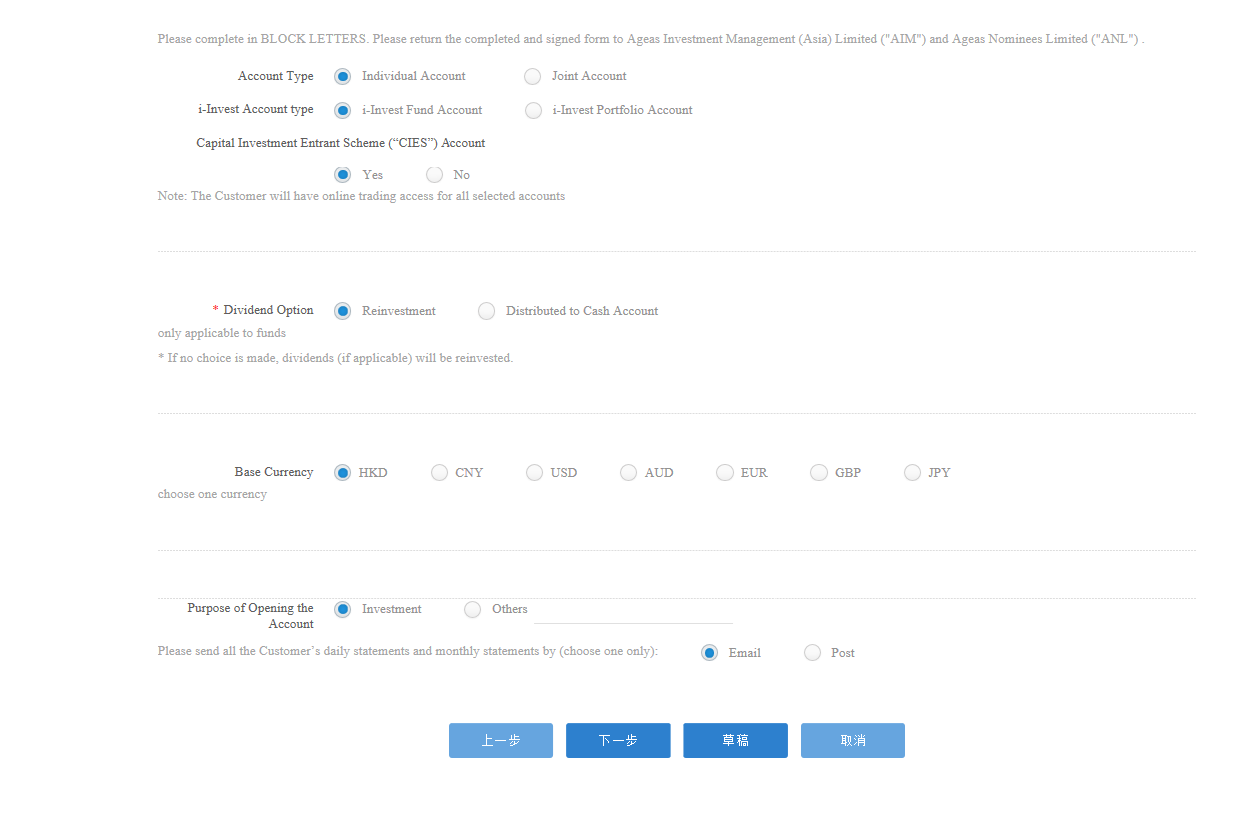 Please complete in BLOCK LETTERS. Please return the completed and signed form to Ageas Investment Management (Asia) Limited ("AIM") and Ageas Nominees Limited ("ANL") .
Account Type Individual Account Joint Account
i-Invest Account type i-Invest Fund Account i-Invest Portfolio Account
Capital Investment Entrant Scheme (“CIES”) Account
Yes No
Note: The Customer will have online trading access for all selected accounts
* Dividend Option Reinvestment Distributed to Cash Account
only applicable to funds
* If no choice is made, dividends (if applicable) will be reinvested.
Base Currency HKD CNY USD AUD EUR GBP JPY
choose one currency
Purpose of Opening the Investment Others
Account
Please send all the Customer’s daily statements and monthly statements by (choose one only): Email Post
上一步 下一步 草稿 取消